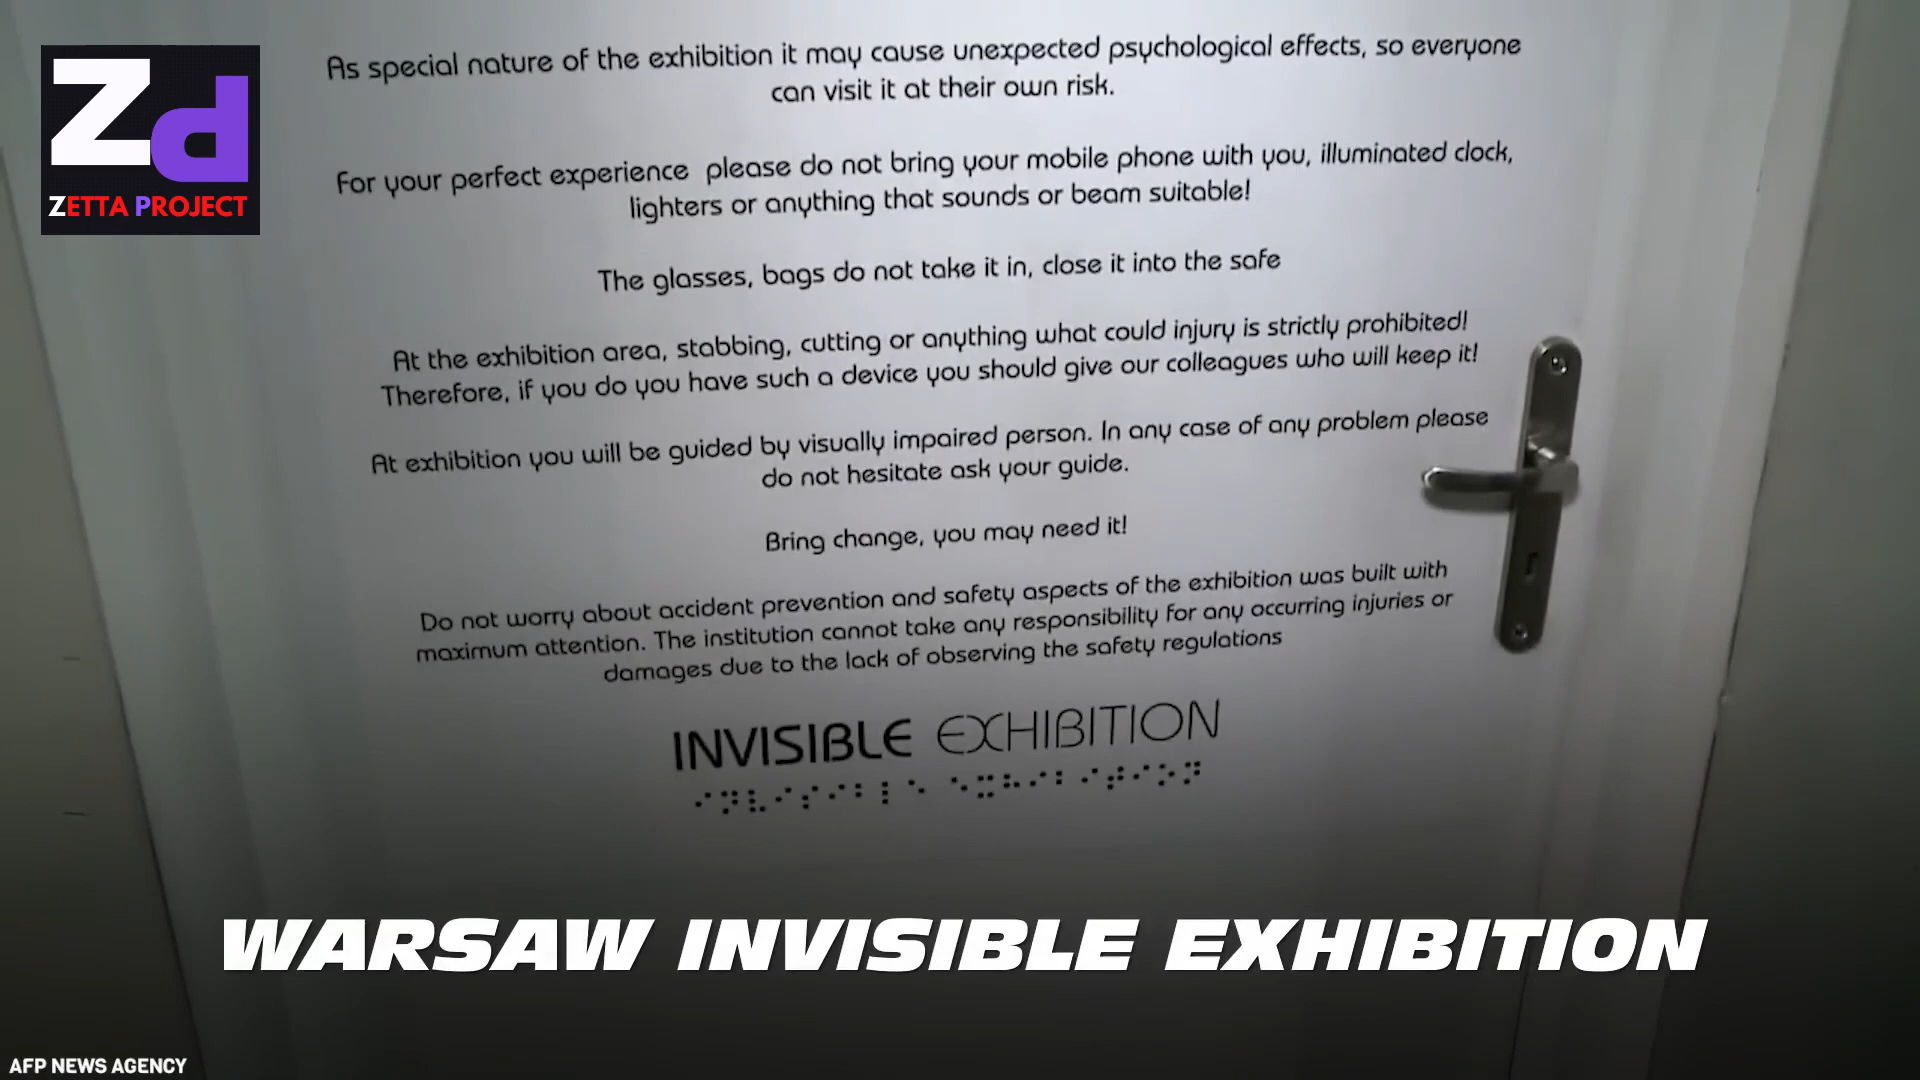 Zd
ZETTA PROJECT
As special nature of the exhibition it may cause unexpected psychological effects, so everyone
can visit it at their own risk.
For your perfect experience please do not bring your mobile phone with you, illuminated clock,
lighters or anything that sounds or beam suitable!
The glasses, bags do not take it in, close it into the safe
At the exhibition area, stabbing, cutting or anything what could injury is strictly prohibited!
Therefore, if you do you have such a device you should give our colleagues who will keep it!
At exhibition you will be guided by visually impaired person. In any case of any problem please
do not hesitate ask your guide.
Bring change, you may need it!
Do not worry about accident prevention and safety aspects of the exhibition was built with
maximum attention. The institution cannot take any responsibility for any occurring injuries or
damages due to the lack of observing the safety regulations
INVISIBLE EXHIBITION
⠊⠝⠧⠊⠎⠊⠃⠇⠑ ⠑⠭⠓⠊⠃⠊⠞⠊⠕⠝
WARSAW INVISIBLE EXHIBITION
AFP NEWS AGENCY